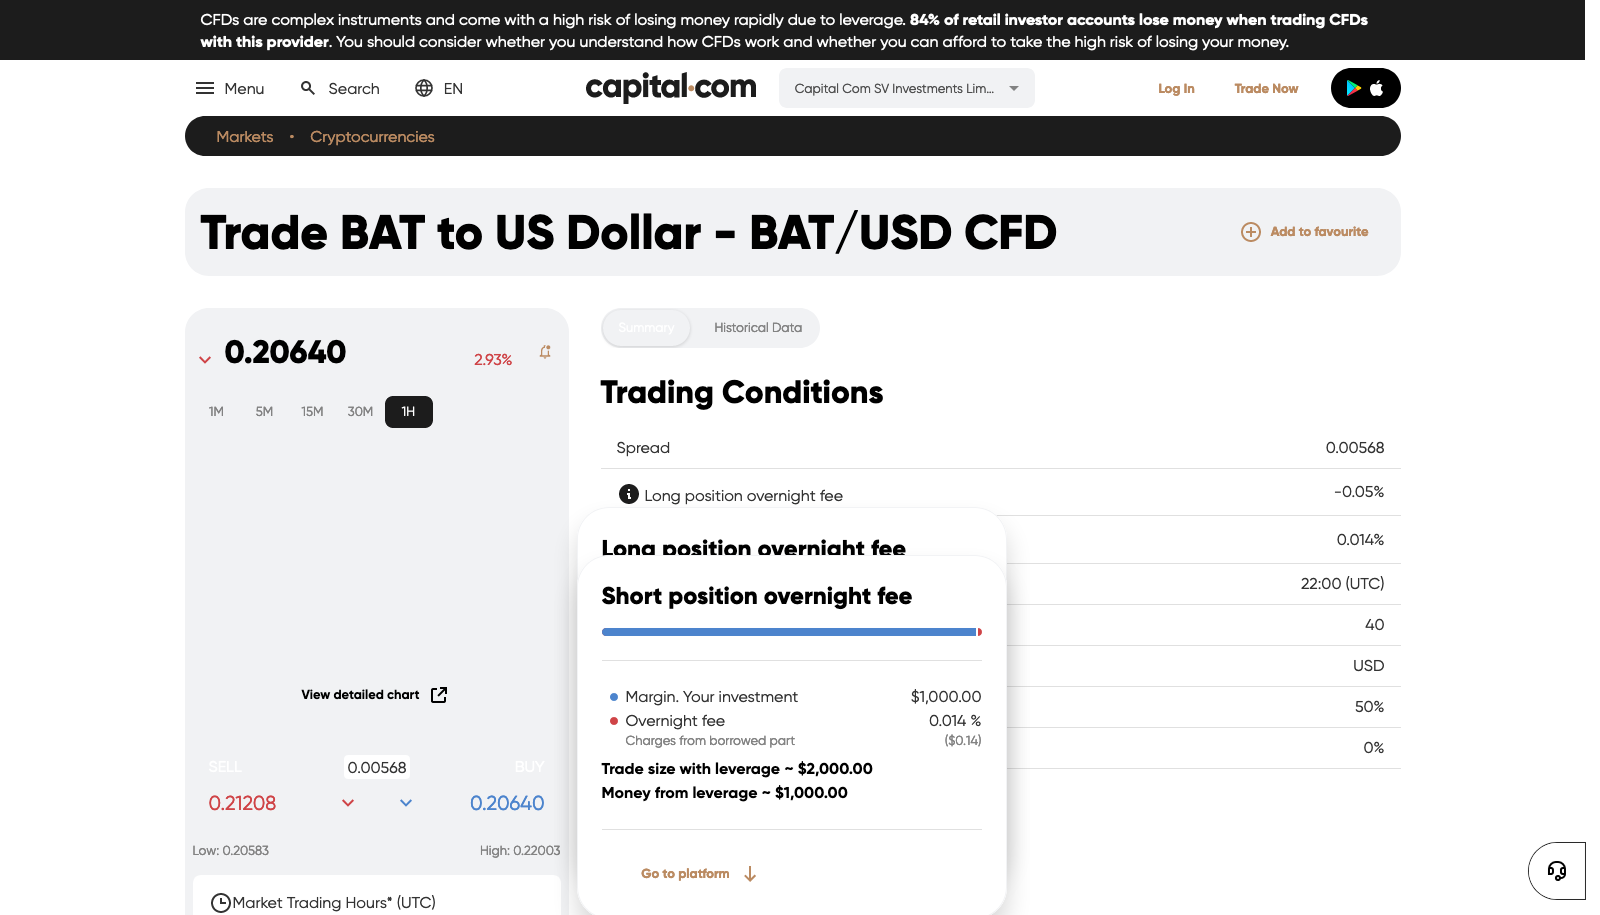 CFDs are complex instruments and come with a high risk of losing money rapidly due to leverage. 84% of retail investor accounts lose money when trading CFDs
with this provider. You should consider whether you understand how CFDs work and whether you can afford to take the high risk of losing your money.
Menu
Search
EN
capital.com
Capital Com SV Investments Lim...
Log In
Trade Now
Markets
Cryptocurrencies
Trade BAT to US Dollar - BAT/USD CFD
Add to favourite
0.20640
2.93%
1M 5M 15M 30M 1H
View detailed chart
SELL
0.00568
BUY
0.21208
0.20640
Low: 0.20583
High: 0.22003
Market Trading Hours* (UTC)
Summary
Historical Data
Trading Conditions
Spread 0.00568
Long position overnight fee -0.05%
0.014%
22:00 (UTC)
40
USD
50%
0%
Long position overnight fee
Short position overnight fee
Margin. Your investment $1,000.00
Overnight fee 0.014 %
Charges from borrowed part ($0.14)
Trade size with leverage ~ $2,000.00
Money from leverage ~ $1,000.00
Go to platform